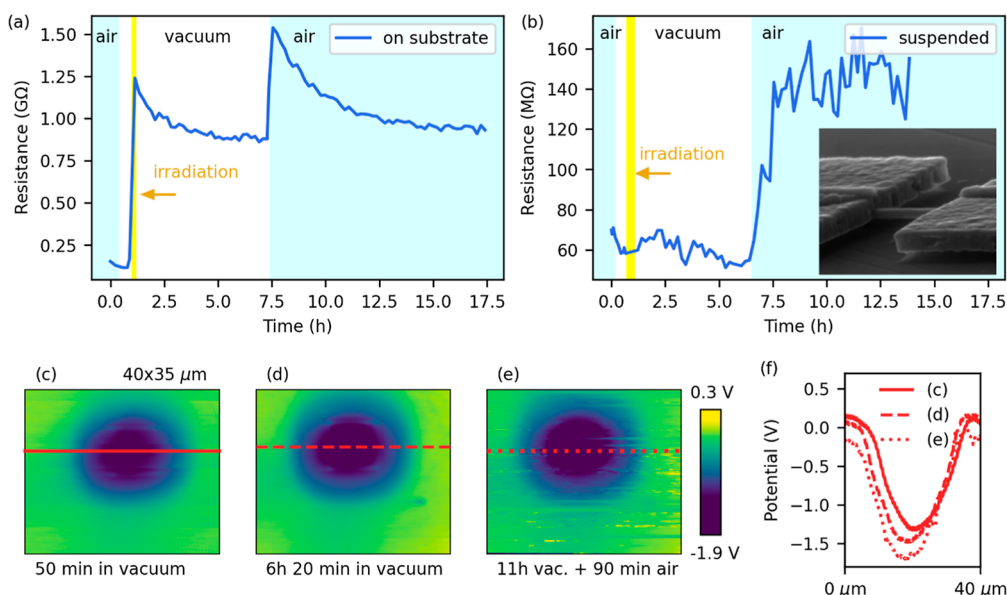 (a)
air
vacuum
air
on substrate
Resistance (GΩ)
1.50
1.25
1.00
0.75
0.50
0.25
irradiation
0.0
2.5
5.0
7.5
10.0
12.5
15.0
17.5
Time (h)
(b)
air
vacuum
air
suspended
Resistance (MΩ)
160
140
120
100
80
60
irradiation
0.0
2.5
5.0
7.5
10.0
12.5
15.0
17.5
Time (h)
(c)
40x35 μm
50 min in vacuum
(d)
6h 20 min in vacuum
(e)
11h vac. + 90 min air
0.3 V
-1.9 V
(f)
Potential (V)
0.5
0.0
−0.5
−1.0
−1.5
(c)
(d)
(e)
0 μm
40 μm